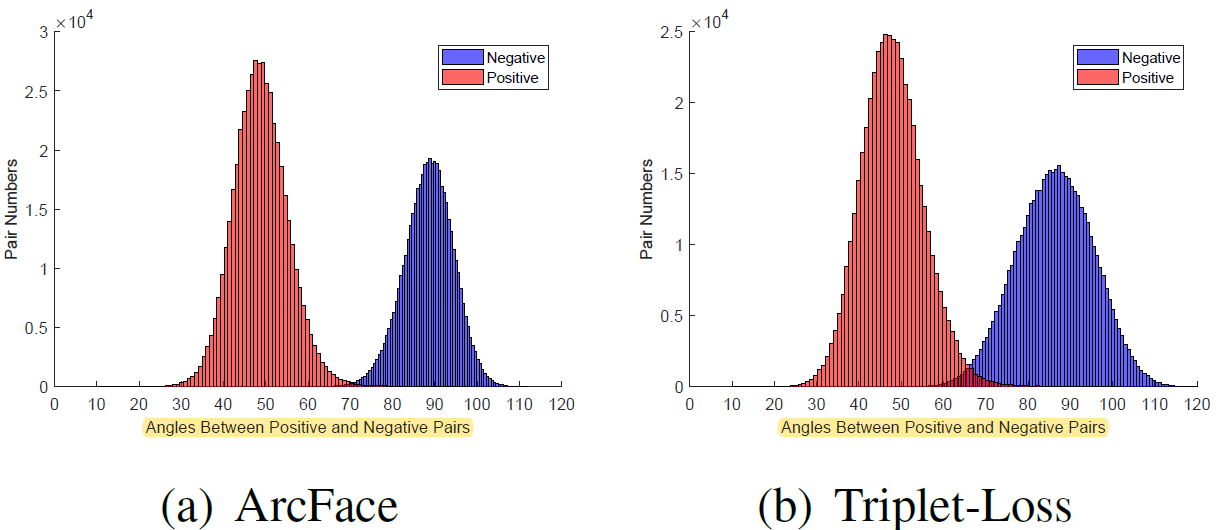 ×10⁴
3
2.5
2
1.5
1
0.5
0
Pair Numbers
Negative
Positive
0 10 20 30 40 50 60 70 80 90 100 110 120
Angles Between Positive and Negative Pairs
(a) ArcFace
×10⁴
2.5
2
1.5
1
0.5
0
Pair Numbers
Negative
Positive
0 10 20 30 40 50 60 70 80 90 100 110 120
Angles Between Positive and Negative Pairs
(b) Triplet-Loss